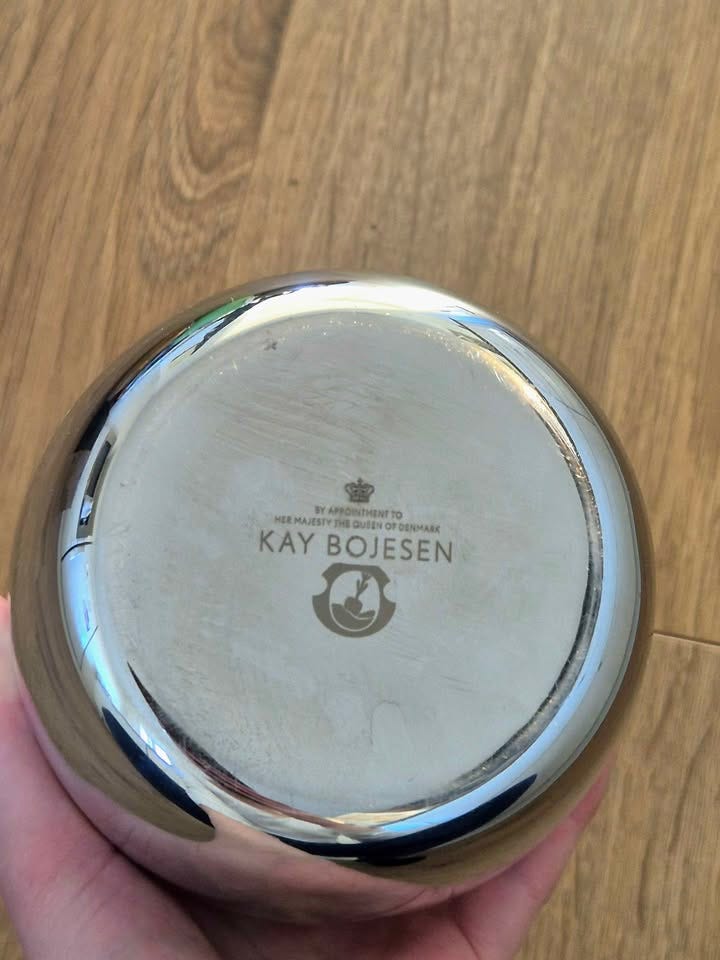 BY APPOINTMENT TO
HER MAJESTY THE QUEEN OF DENMARK
KAY BOJESEN